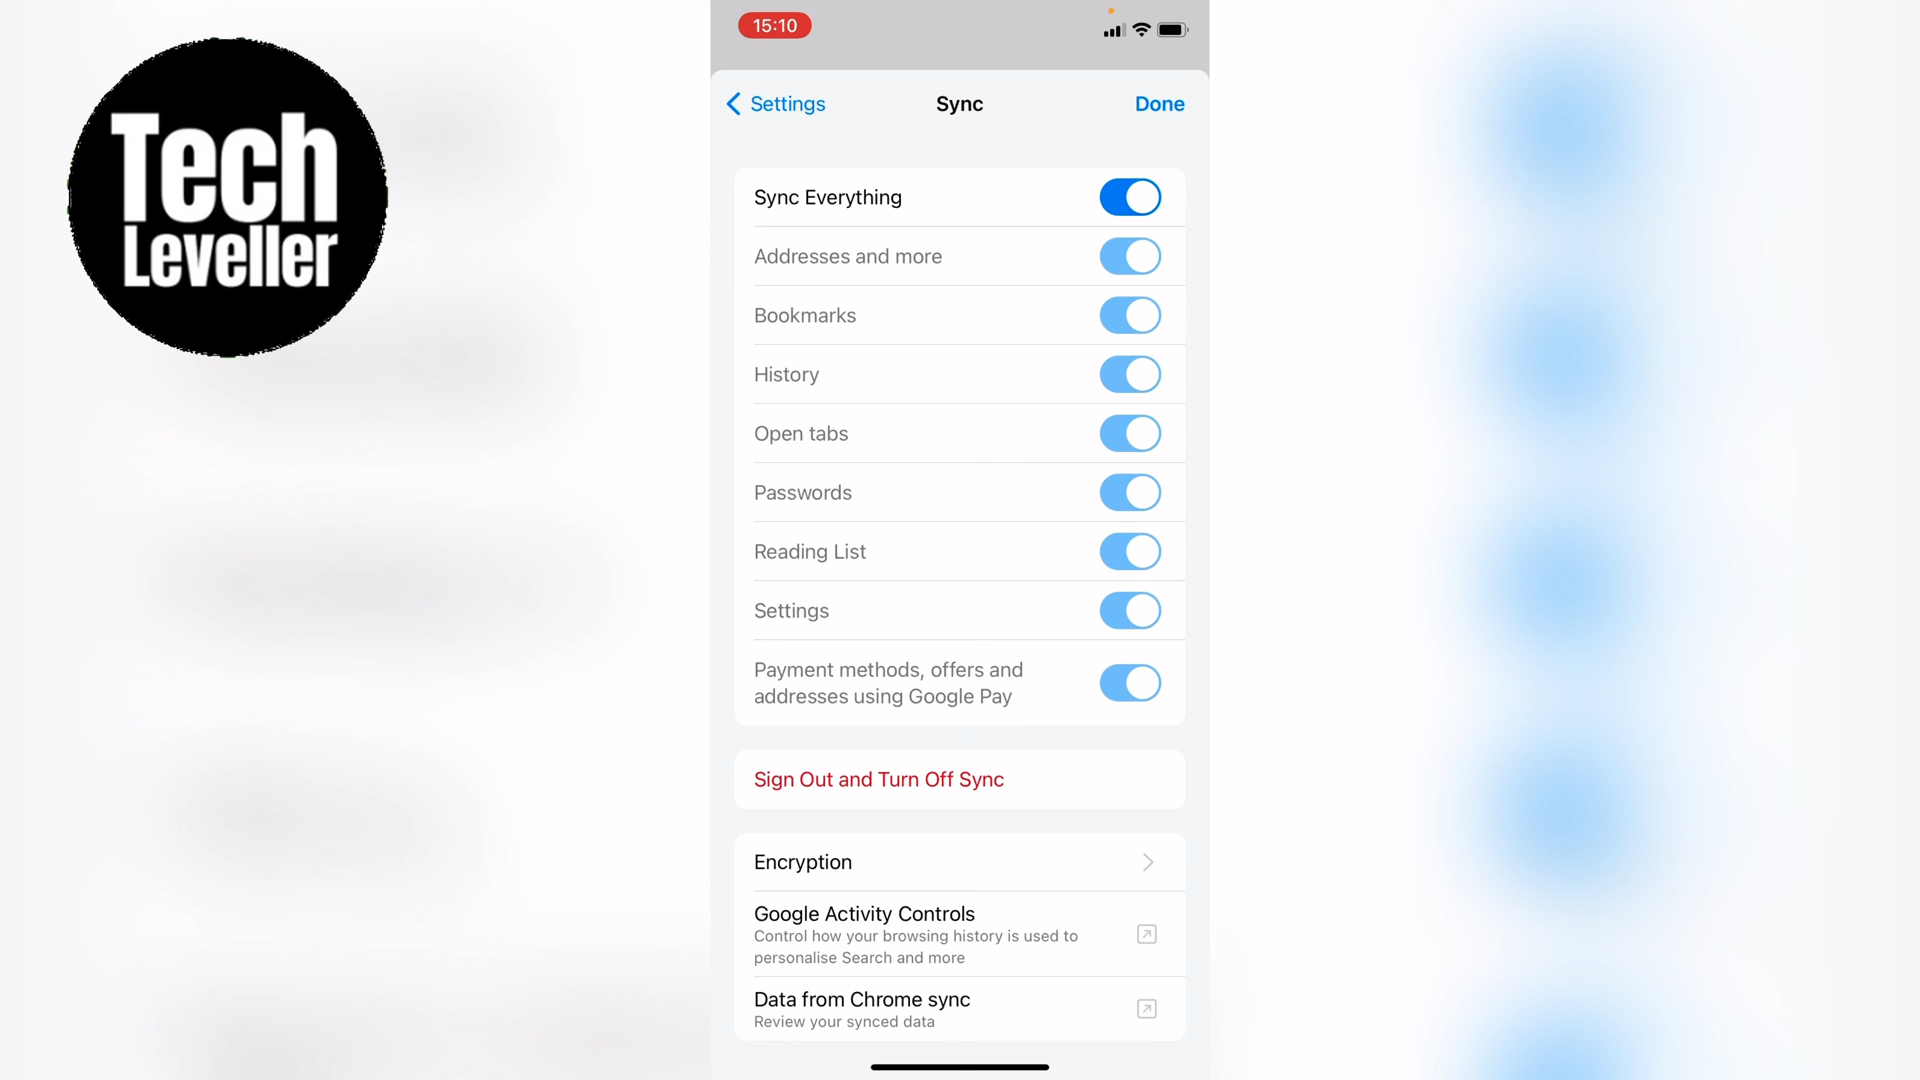 Tech
Leveller
15:10
Settings
Sync
Done
Sync Everything
Addresses and more
Bookmarks
History
Open tabs
Passwords
Reading List
Settings
Payment methods, offers and
addresses using Google Pay
Sign Out and Turn Off Sync
Encryption
Google Activity Controls
Control how your browsing history is used to
personalise Search and more
Data from Chrome sync
Review your synced data